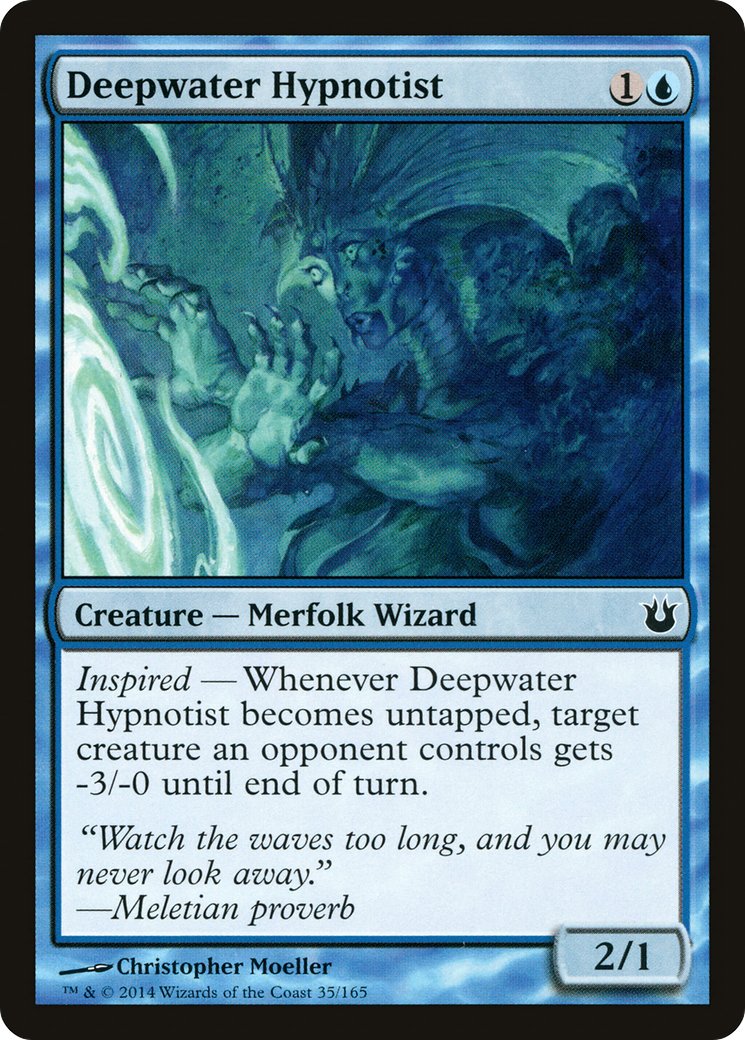 Deepwater Hypnotist 1
Creature — Merfolk Wizard
Inspired — Whenever Deepwater
Hypnotist becomes untapped, target
creature an opponent controls gets
-3/-0 until end of turn.
“Watch the waves too long, and you may
never look away.”
—Meletian proverb
2/1
Christopher Moeller
™ & © 2014 Wizards of the Coast 35/165